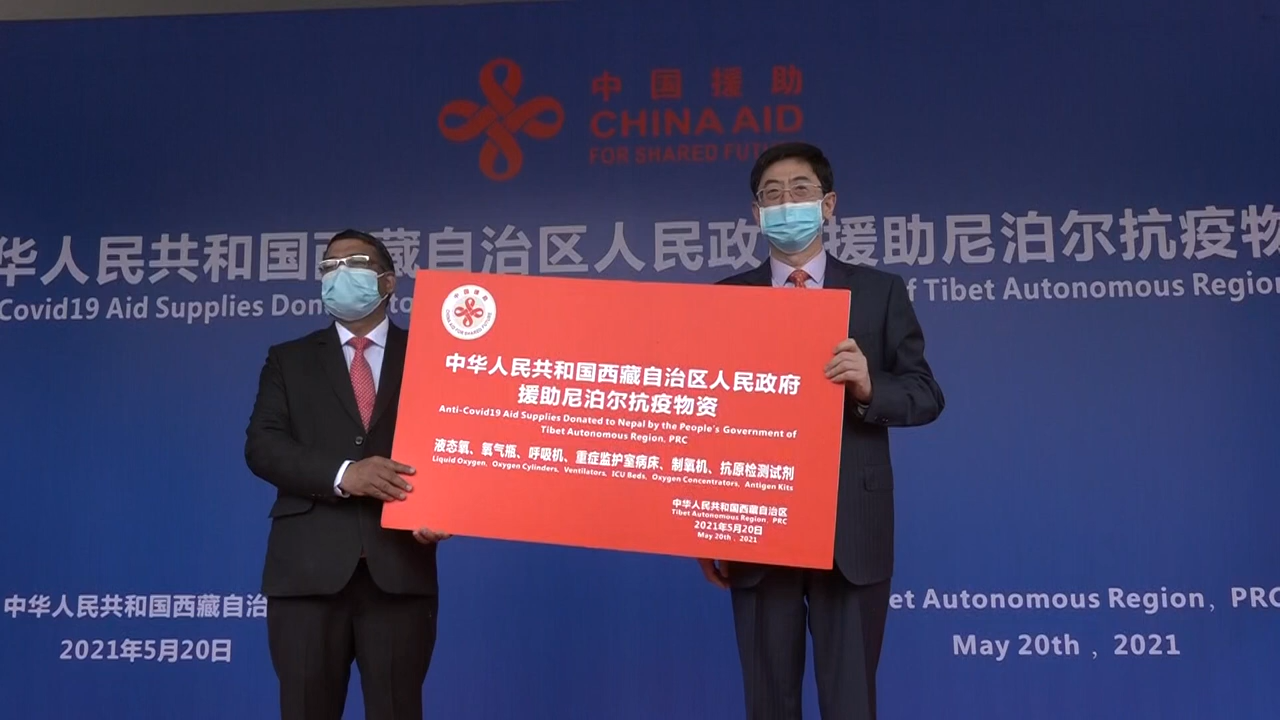 中国援助
CHINA AID
FOR SHARED
华人民共和国西藏自治区人民政 援助尼泊尔抗疫物
Covid19 Aid Supplies to of Tibet Autonomous Region
中国援助
CHINA AID FOR SHARED FUTURE
中华人民共和国西藏自治区人民政府
援助尼泊尔抗疫物资
Anti-Covid19 Aid Supplies Donated to Nepal by the People's Government of
Tibet Autonomous Region, PRC
液态氧、氧气瓶、呼吸机、重症监护室病床、制氧机、抗原检测试剂
Liquid Oxygen, Oxygen Cylinders, Ventilators, ICU Beds, Oxygen Concentrators, Antigen Kits
中华人民共和国西藏自治区
Tibet Autonomous Region, PRC
2021年5月20日
May 20th, 2021
中华人民共和国西藏自治
2021年5月20日
et Autonomous Region, PRC
May 20th , 2021